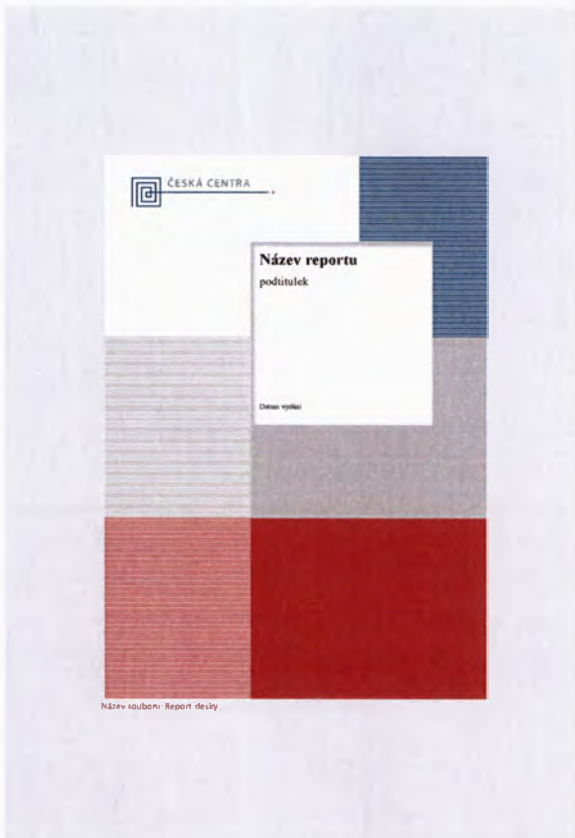 ČESKÁ CENTRA
Název reportu
podtitulek
Datum vydání
Název souboru: Report desky